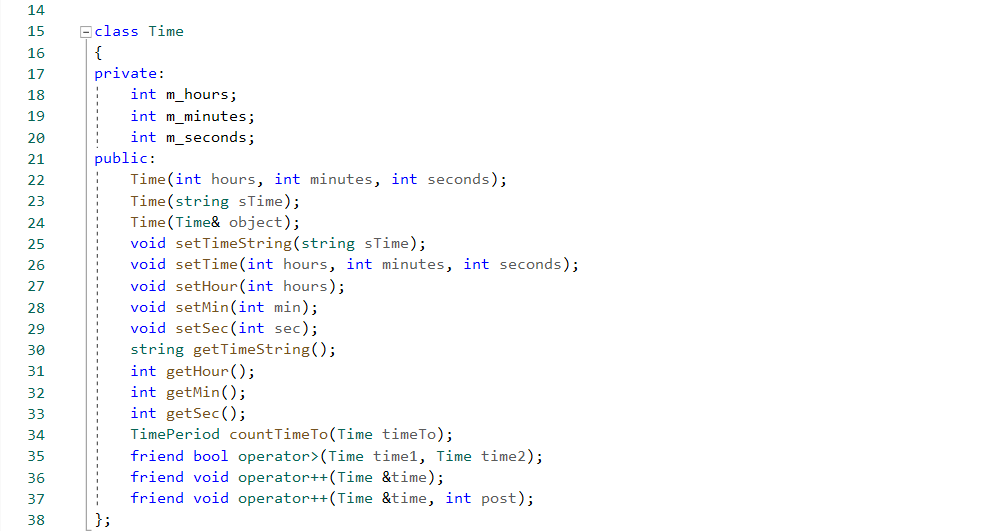 14
15 class Time
16 {
17 private:
18 int m_hours;
19 int m_minutes;
20 int m_seconds;
21 public:
22 Time(int hours, int minutes, int seconds);
23 Time(string sTime);
24 Time(Time& object);
25 void setTimeString(string sTime);
26 void setTime(int hours, int minutes, int seconds);
27 void setHour(int hours);
28 void setMin(int min);
29 void setSec(int sec);
30 string getTimeString();
31 int getHour();
32 int getMin();
33 int getSec();
34 TimePeriod countTimeTo(Time timeTo);
35 friend bool operator>(Time time1, Time time2);
36 friend void operator++(Time &time);
37 friend void operator++(Time &time, int post);
38 };